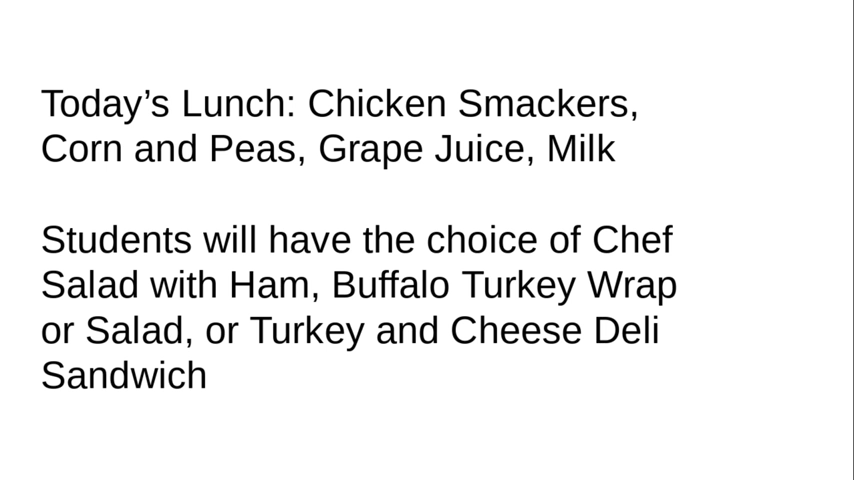 Today’s Lunch: Chicken Smackers,
Corn and Peas, Grape Juice, Milk
Students will have the choice of Chef
Salad with Ham, Buffalo Turkey Wrap
or Salad, or Turkey and Cheese Deli
Sandwich